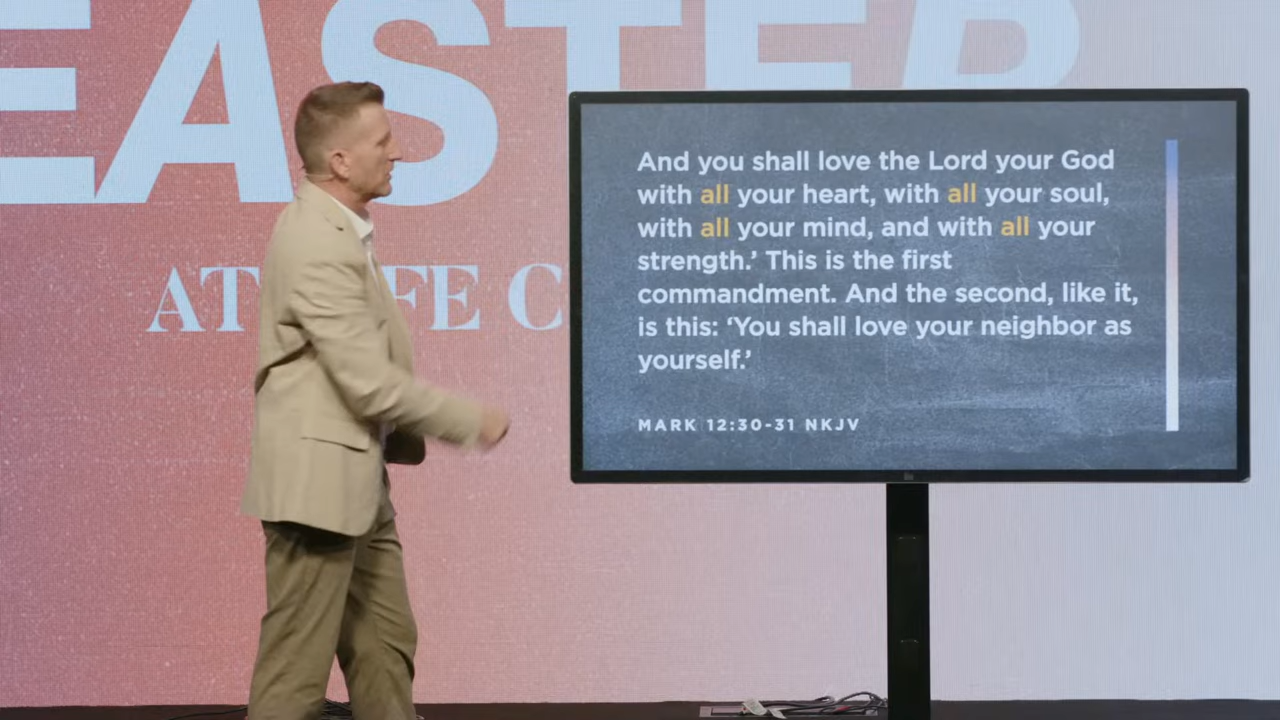 EASTER
AT LIFE C
And you shall love the Lord your God
with all your heart, with all your soul,
with all your mind, and with all your
strength.’ This is the first
commandment. And the second, like it,
is this: ‘You shall love your neighbor as
yourself.’
MARK 12:30-31 NKJV